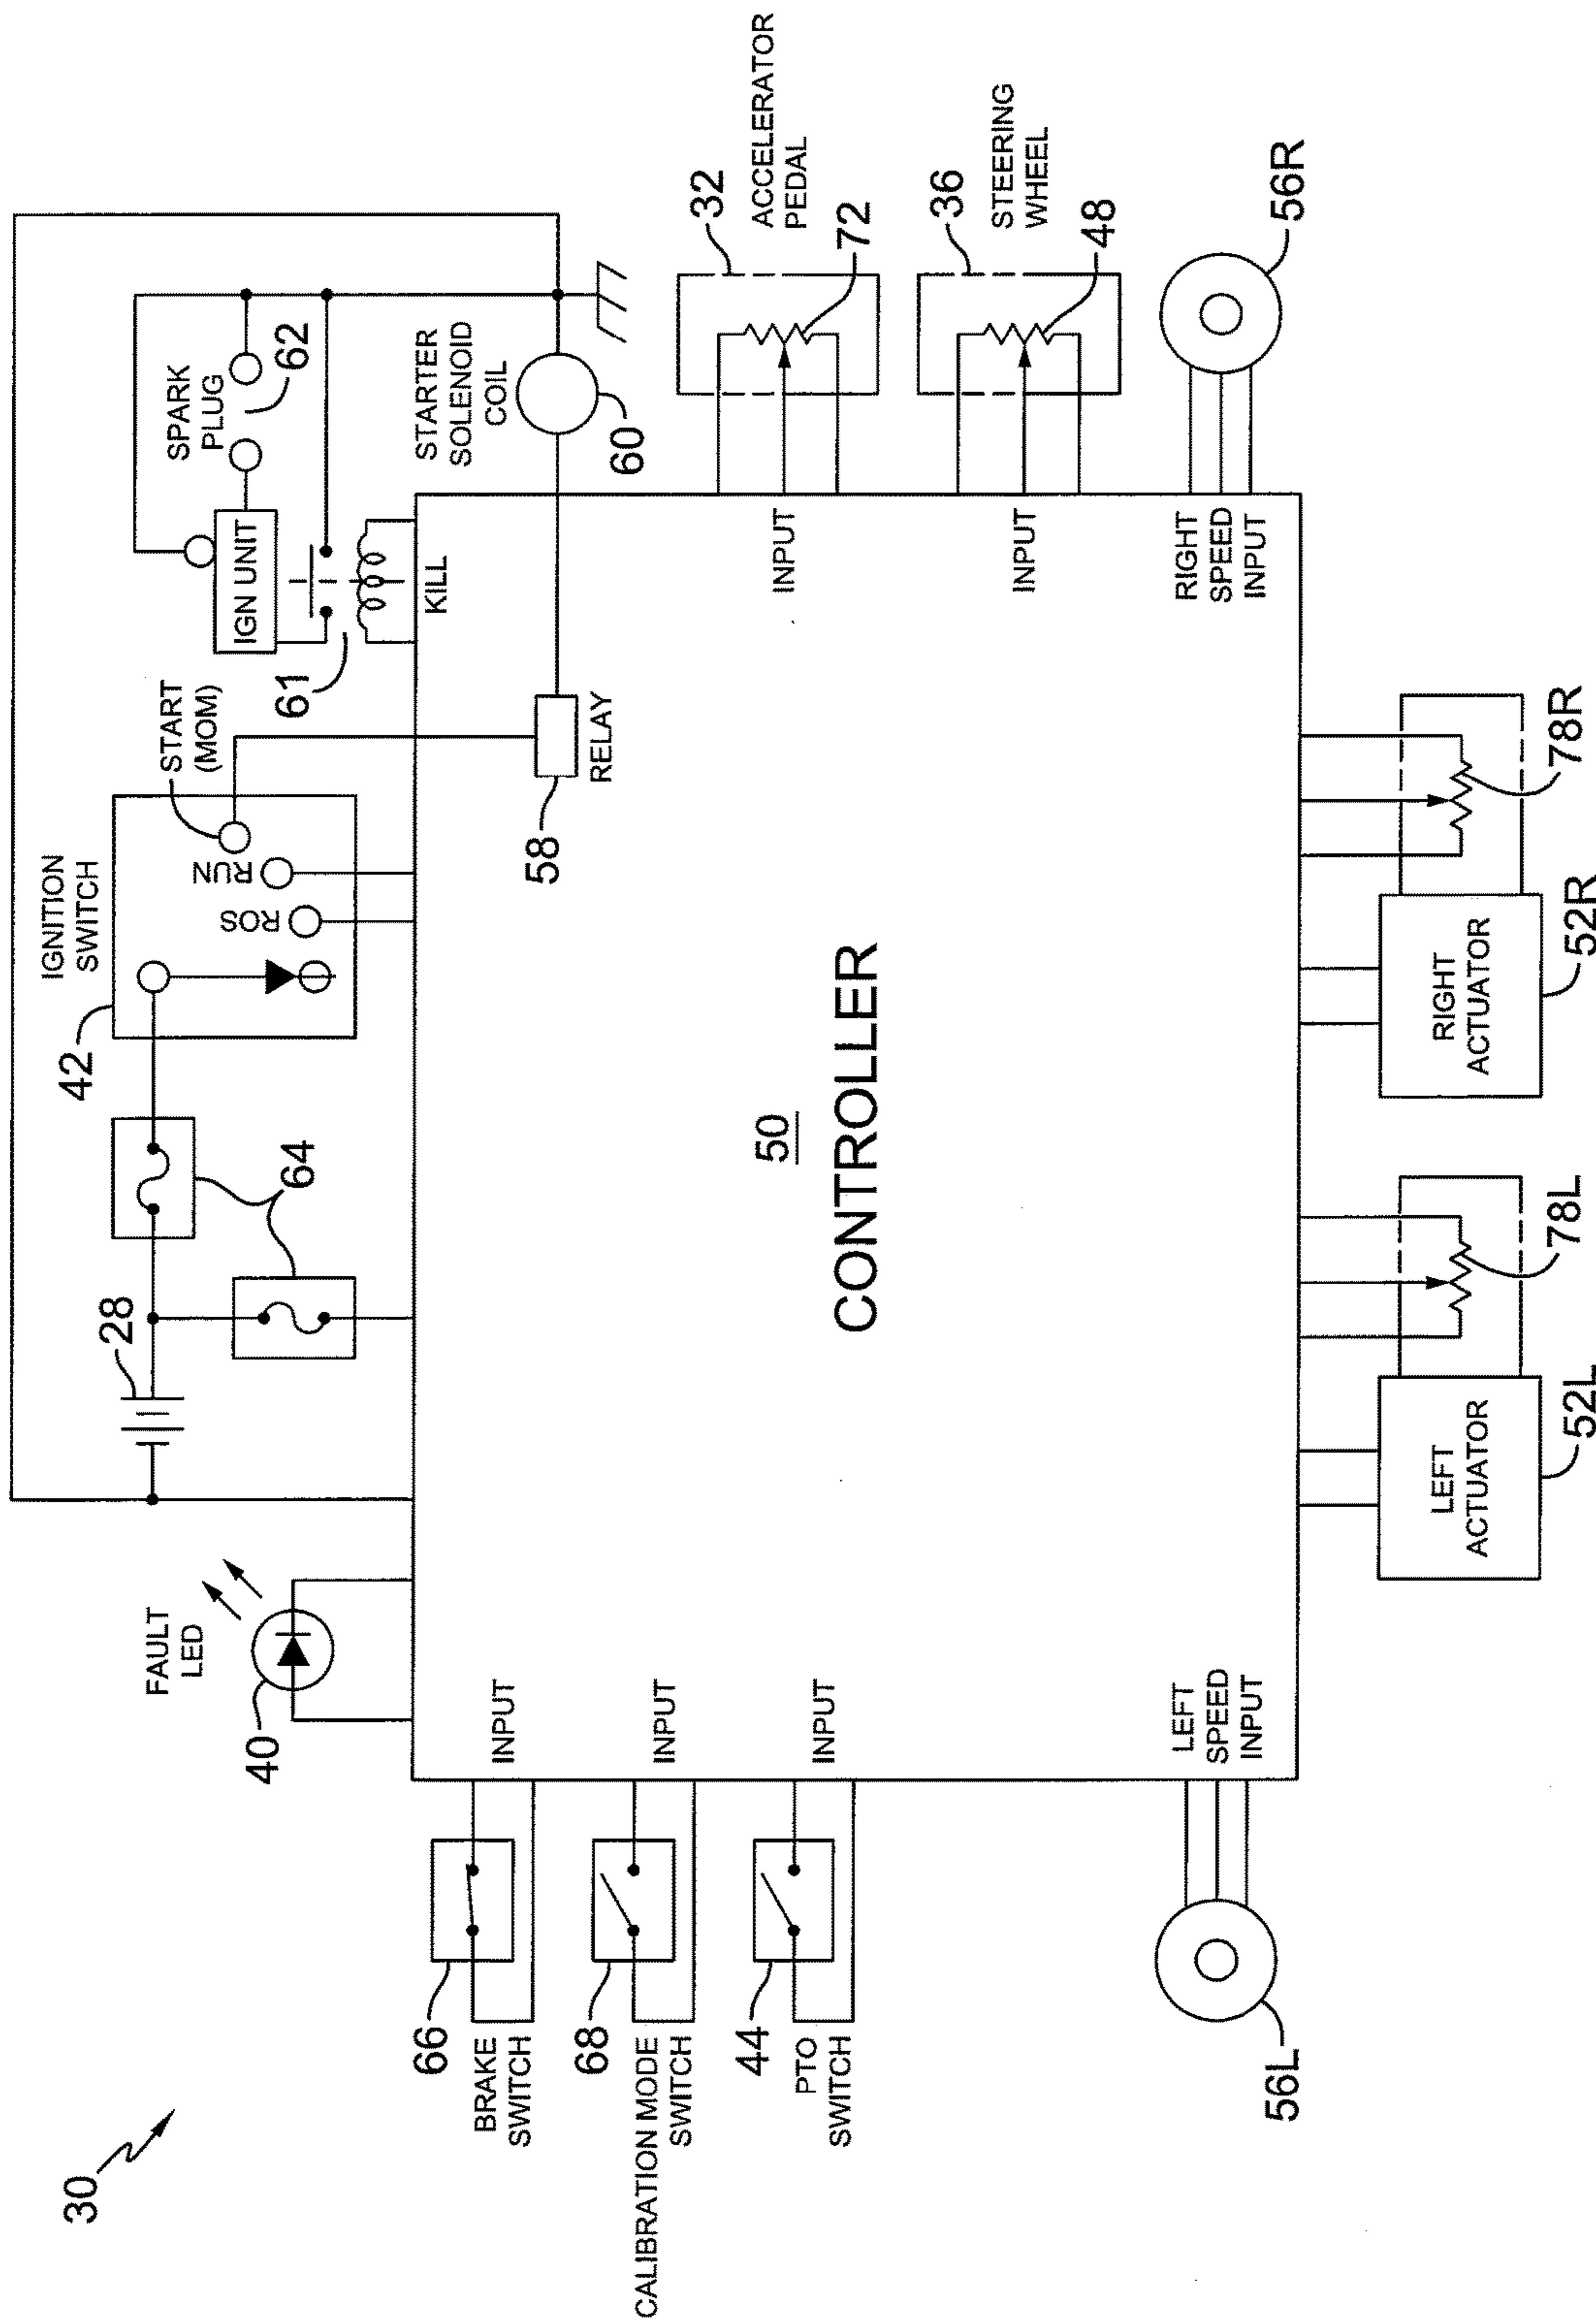 30
FAULT
LED
40
28
64
42
IGNITION
SWITCH
ROS
RUN
START
(MOM)
61
IGN UNIT
SPARK
PLUG
62
KILL
58
RELAY
STARTER
SOLENOID
COIL
60
66
BRAKE
SWITCH
INPUT
68
CALIBRATION MODE
SWITCH
INPUT
44
PTO
SWITCH
INPUT
50
CONTROLLER
INPUT
32
ACCELERATOR
PEDAL
72
INPUT
36
STEERING
WHEEL
48
56L
LEFT
SPEED
INPUT
RIGHT
SPEED
INPUT
56R
LEFT
ACTUATOR
52L
78L
RIGHT
ACTUATOR
52R
78R